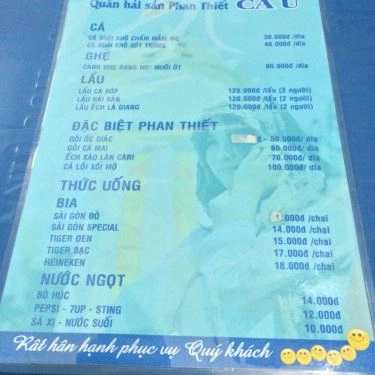 Quán hải sản Phan Thiết CÁ Ú
CÁ
CÁ ĐUỐI KHÔ CHẤM MẮM ME 30.000đ /dĩa
CÁ ĐUỐI KHÔ SỐT TRỨNG 40.000đ /dĩa
GHẸ
CÀNG GHẸ RANG ME/ MUỐI ỚT 60.000đ /dĩa
LẨU
LẨU CÁ BỚP 120.000đ /lẩu (2 người)
LẨU HẢI SẢN 120.000đ /lẩu (2 người)
LẨU ẾCH LÁ GIANG 120.000đ /lẩu (2 người)
ĐẶC BIỆT PHAN THIẾT
GỎI ỐC GIÁC - 50.000đ/ dĩa
GỎI CÁ MAI 60.000đ/ dĩa
ẾCH XÀO LĂN CÀRI 70.000đ/ dĩa
CÁ LỒI XỐI MỠ 100.000đ/ dĩa
THỨC UỐNG
BIA
SÀI GÒN ĐỎ .000đ /chai
SÀI GÒN SPECIAL 14.000đ /chai
TIGER ĐEN 15.000đ /chai
TIGER BẠC 17.000đ /chai
HEINEKEN 18.000đ /chai
NƯỚC NGỌT
BÒ HÚC 14.000đ
PEPSI - 7UP - STING 12.000đ
SÁ XỊ - NƯỚC SUỐI 10.000đ
Rất hân hạnh phục vụ Quý khách